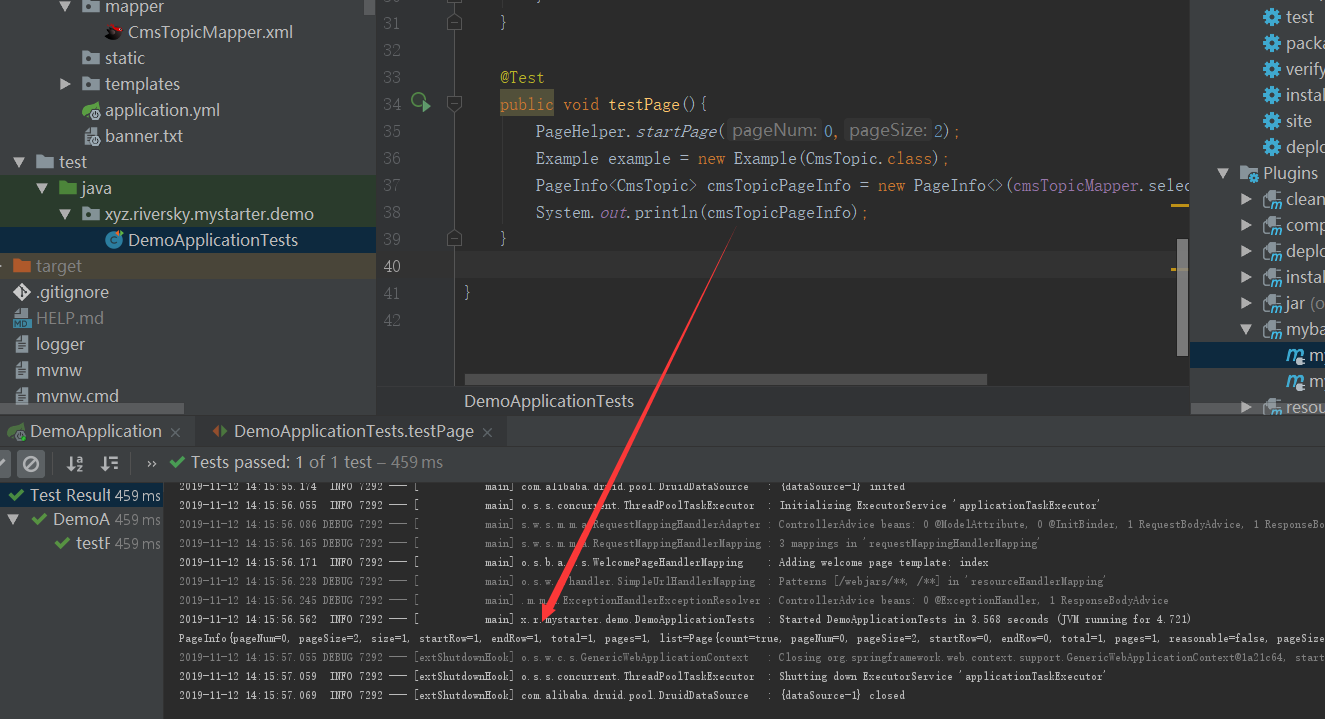 mapper
CmsTopicMapper.xml
static
templates
application.yml
banner.txt
test
java
xyz.riversky.mystarter.demo
DemoApplicationTests
target
.gitignore
HELP.md
logger
mvnw
mvnw.cmd
31 }
32
33 @Test
34 public void testPage(){
35 PageHelper.startPage( pageNum: 0, pageSize: 2);
36 Example example = new Example(CmsTopic.class);
37 PageInfo<CmsTopic> cmsTopicPageInfo = new PageInfo<>(cmsTopicMapper.selec
38 System.out.println(cmsTopicPageInfo);
39 }
40
41 }
42
DemoApplicationTests
test
packa
verify
instal
site
deplo
Plugins
clean
comp
deplo
instal
jar (o
myba
my
my
resou
DemoApplication ×
DemoApplicationTests.testPage ×
» Tests passed: 1 of 1 test – 459 ms
Test Result 459 ms
DemoA 459 ms
testF 459 ms
2019-11-12 14:15:55.174 INFO 7292 --- [ main] com.alibaba.druid.pool.DruidDataSource : {dataSource-1} inited
2019-11-12 14:15:56.055 INFO 7292 --- [ main] o.s.s.concurrent.ThreadPoolTaskExecutor : Initializing ExecutorService 'applicationTaskExecutor'
2019-11-12 14:15:56.086 DEBUG 7292 --- [ main] s.w.s.m.m.a.RequestMappingHandlerAdapter : ControllerAdvice beans: 0 @ModelAttribute, 0 @InitBinder, 1 RequestBodyAdvice, 1 ResponseBo
2019-11-12 14:15:56.165 DEBUG 7292 --- [ main] s.w.s.m.m.a.RequestMappingHandlerMapping : 3 mappings in 'requestMappingHandlerMapping'
2019-11-12 14:15:56.171 INFO 7292 --- [ main] o.s.b.a.w.s.WelcomePageHandlerMapping : Adding welcome page template: index
2019-11-12 14:15:56.228 DEBUG 7292 --- [ main] o.s.w.s.handler.SimpleUrlHandlerMapping : Patterns [/webjars/**, /**] in 'resourceHandlerMapping'
2019-11-12 14:15:56.245 DEBUG 7292 --- [ main] .m.m.a.ExceptionHandlerExceptionResolver : ControllerAdvice beans: 0 @ExceptionHandler, 1 ResponseBodyAdvice
2019-11-12 14:15:56.562 INFO 7292 --- [ main] x.r.mystarter.demo.DemoApplicationTests : Started DemoApplicationTests in 3.568 seconds (JVM running for 4.721)
PageInfo{pageNum=0, pageSize=2, size=1, startRow=1, endRow=1, total=1, pages=1, list=Page{count=true, pageNum=0, pageSize=2, startRow=0, endRow=0, total=1, pages=1, reasonable=false, pageSize
2019-11-12 14:15:57.055 DEBUG 7292 --- [extShutdownHook] o.s.w.c.s.GenericWebApplicationContext : Closing org.springframework.web.context.support.GenericWebApplicationContext@1a21c64, start
2019-11-12 14:15:57.059 INFO 7292 --- [extShutdownHook] o.s.s.concurrent.ThreadPoolTaskExecutor : Shutting down ExecutorService 'applicationTaskExecutor'
2019-11-12 14:15:57.069 INFO 7292 --- [extShutdownHook] com.alibaba.druid.pool.DruidDataSource : {dataSource-1} closed